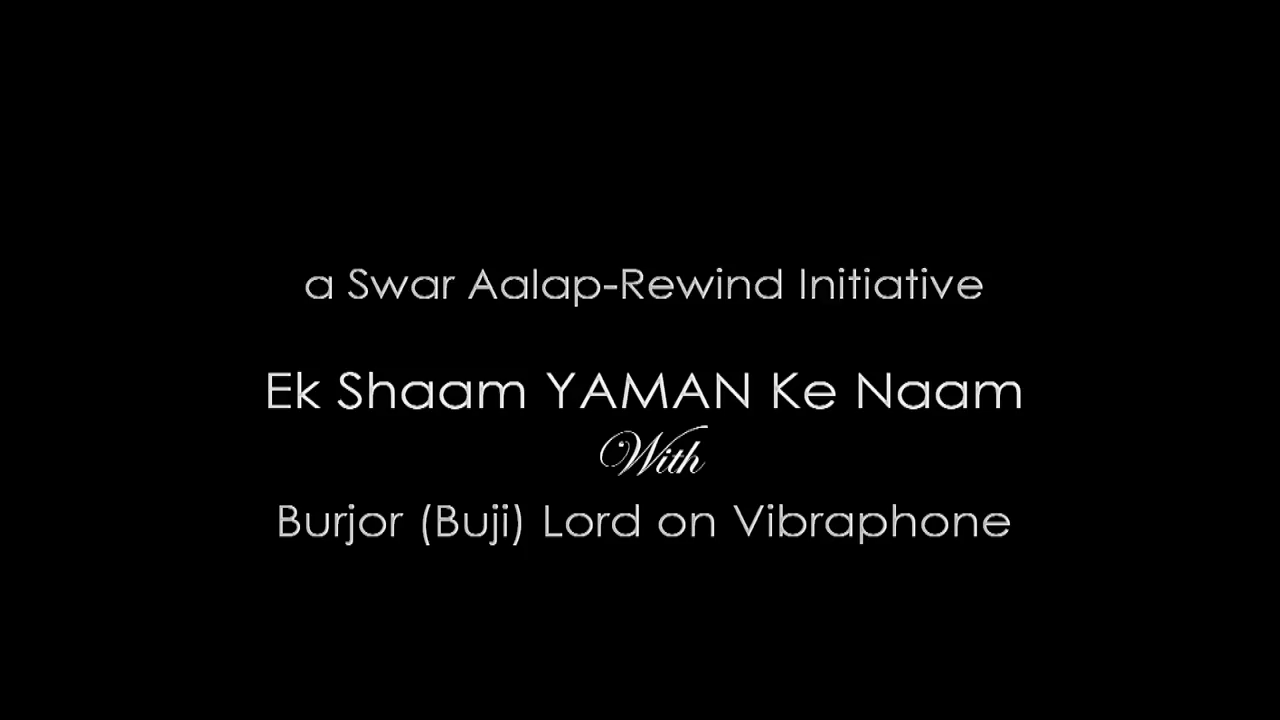 a Swar Aalap-Rewind Initiative
Ek Shaam YAMAN Ke Naam
With
Burjor (Buji) Lord on Vibraphone